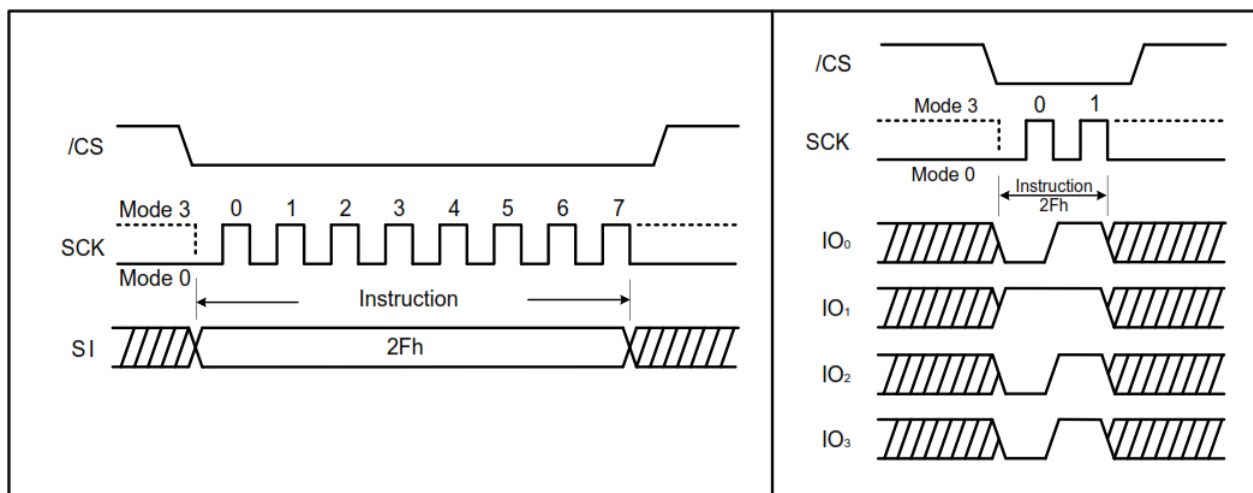 /CS
Mode 3
0 1 2 3 4 5 6 7
SCK
Mode 0
Instruction
SI
2Fh
/CS
Mode 3
0 1
SCK
Mode 0
Instruction
2Fh
IO₀
IO₁
IO₂
IO₃